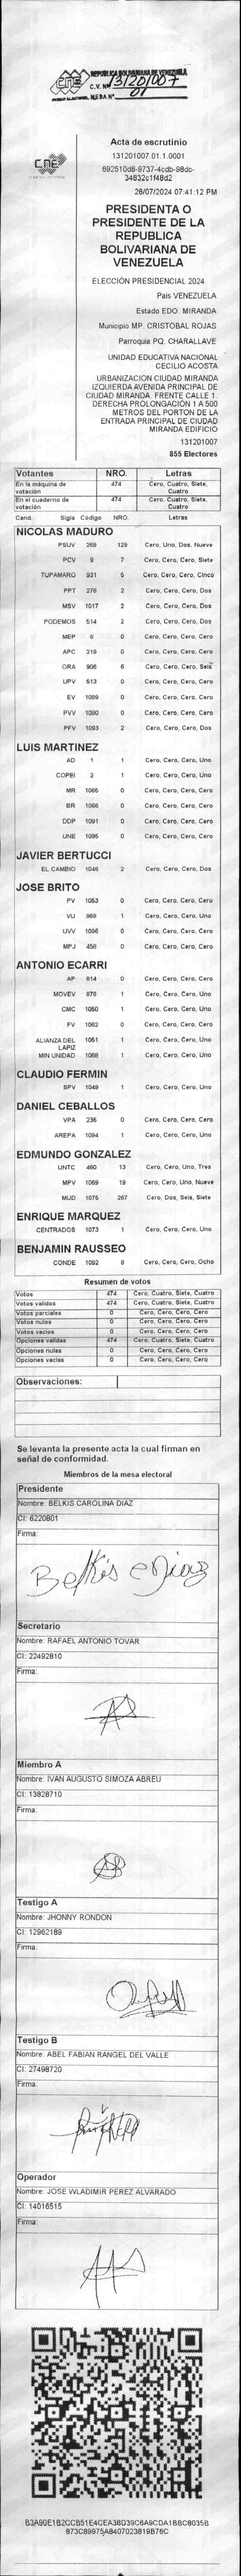 REPUBLICA BOLIVARIANA DE VENEZUELA
C.V. Nº 131201007
MESA Nº 01
CNE
Acta de escrutinio
131201007.01.1.0001
692510d8-9737-4cdb-98dc-
34832c1f48d2
28/07/2024 07:41:12 PM
PRESIDENTA O
PRESIDENTE DE LA
REPUBLICA
BOLIVARIANA DE
VENEZUELA
ELECCIÓN PRESIDENCIAL 2024
Pais VENEZUELA
Estado EDO. MIRANDA
Municipio MP. CRISTOBAL ROJAS
Parroquia PQ. CHARALLAVE
UNIDAD EDUCATIVA NACIONAL
CECILIO ACOSTA
URBANIZACION CIUDAD MIRANDA
IZQUIERDA AVENIDA PRINCIPAL DE
CIUDAD MIRANDA. FRENTE CALLE 1.
DERECHA PROLONGACIÓN 1 A 500
METROS DEL PORTON DE LA
ENTRADA PRINCIPAL DE CIUDAD
MIRANDA EDIFICIO
131201007
855 Electores
Votantes NRO. Letras
En la máquina de votación 474 Cero, Cuatro, Siete, Cuatro
En el cuaderno de votación 474 Cero, Cuatro, Siete, Cuatro
Cand. Sigla Código NRO. Letras
NICOLAS MADURO
PSUV 269 129 Cero, Uno, Dos, Nueve
PCV 9 7 Cero, Cero, Cero, Siete
TUPAMARO 931 5 Cero, Cero, Cero, Cinco
PPT 276 2 Cero, Cero, Cero, Dos
MSV 1017 2 Cero, Cero, Cero, Dos
PODEMOS 514 2 Cero, Cero, Cero, Dos
MEP 6 0 Cero, Cero, Cero, Cero
APC 219 0 Cero, Cero, Cero, Cero
ORA 906 6 Cero, Cero, Cero, Seis
UPV 513 0 Cero, Cero, Cero, Cero
EV 1089 0 Cero, Cero, Cero, Cero
PVV 1090 0 Cero, Cero, Cero, Cero
PFV 1093 2 Cero, Cero, Cero, Dos
LUIS MARTINEZ
AD 1 1 Cero, Cero, Cero, Uno
COPEI 2 1 Cero, Cero, Cero, Uno
MR 1065 0 Cero, Cero, Cero, Cero
BR 1066 0 Cero, Cero, Cero, Cero
DDP 1091 0 Cero, Cero, Cero, Cero
UNE 1095 0 Cero, Cero, Cero, Cero
JAVIER BERTUCCI
EL CAMBIO 1048 2 Cero, Cero, Cero, Dos
JOSE BRITO
PV 1053 0 Cero, Cero, Cero, Cero
VU 968 1 Cero, Cero, Cero, Uno
UVV 1096 0 Cero, Cero, Cero, Cero
MPJ 458 0 Cero, Cero, Cero, Cero
ANTONIO ECARRI
AP 814 0 Cero, Cero, Cero, Cero
MOVEV 878 1 Cero, Cero, Cero, Uno
CMC 1050 1 Cero, Cero, Cero, Uno
FV 1062 0 Cero, Cero, Cero, Cero
ALIANZA DEL LAPIZ 1051 1 Cero, Cero, Cero, Uno
MIN UNIDAD 1068 1 Cero, Cero, Cero, Uno
CLAUDIO FERMIN
SPV 1049 1 Cero, Cero, Cero, Uno
DANIEL CEBALLOS
VPA 236 0 Cero, Cero, Cero, Cero
AREPA 1094 1 Cero, Cero, Cero, Uno
EDMUNDO GONZALEZ
UNTC 460 13 Cero, Cero, Uno, Tres
MPV 1069 19 Cero, Cero, Uno, Nueve
MUD 1075 267 Cero, Dos, Seis, Siete
ENRIQUE MARQUEZ
CENTRADOS 1073 1 Cero, Cero, Cero, Uno
BENJAMIN RAUSSEO
CONDE 1092 8 Cero, Cero, Cero, Ocho
Resumen de votos
Votos 474 Cero, Cuatro, Siete, Cuatro
Votos validos 474 Cero, Cuatro, Siete, Cuatro
Votos parciales 0 Cero, Cero, Cero, Cero
Votos nulos 0 Cero, Cero, Cero, Cero
Votos vacios 0 Cero, Cero, Cero, Cero
Opciones validas 474 Cero, Cuatro, Siete, Cuatro
Opciones nulas 0 Cero, Cero, Cero, Cero
Opciones vacias 0 Cero, Cero, Cero, Cero
Observaciones:
Se levanta la presente acta la cual firman en
señal de conformidad.
Miembros de la mesa electoral
Presidente
Nombre: BELKIS CAROLINA DIAZ
CI: 6220801
Firma:
Belkis C Diaz
Secretario
Nombre: RAFAEL ANTONIO TOVAR
CI: 22492810
Firma:
Miembro A
Nombre: IVAN AUGUSTO SIMOZA ABREU
CI: 13828710
Firma:
Testigo A
Nombre: JHONNY RONDON
CI: 12962189
Firma:
Testigo B
Nombre: ABEL FABIAN RANGEL DEL VALLE
CI: 27498720
Firma:
Operador
Nombre: JOSE WLADIMIR PEREZ ALVARADO
CI: 14016515
Firma:
B3A90E1B2CCB51E4CEA38D39C6A9CDA1BBC8035B
873C89975A8407023819B76C